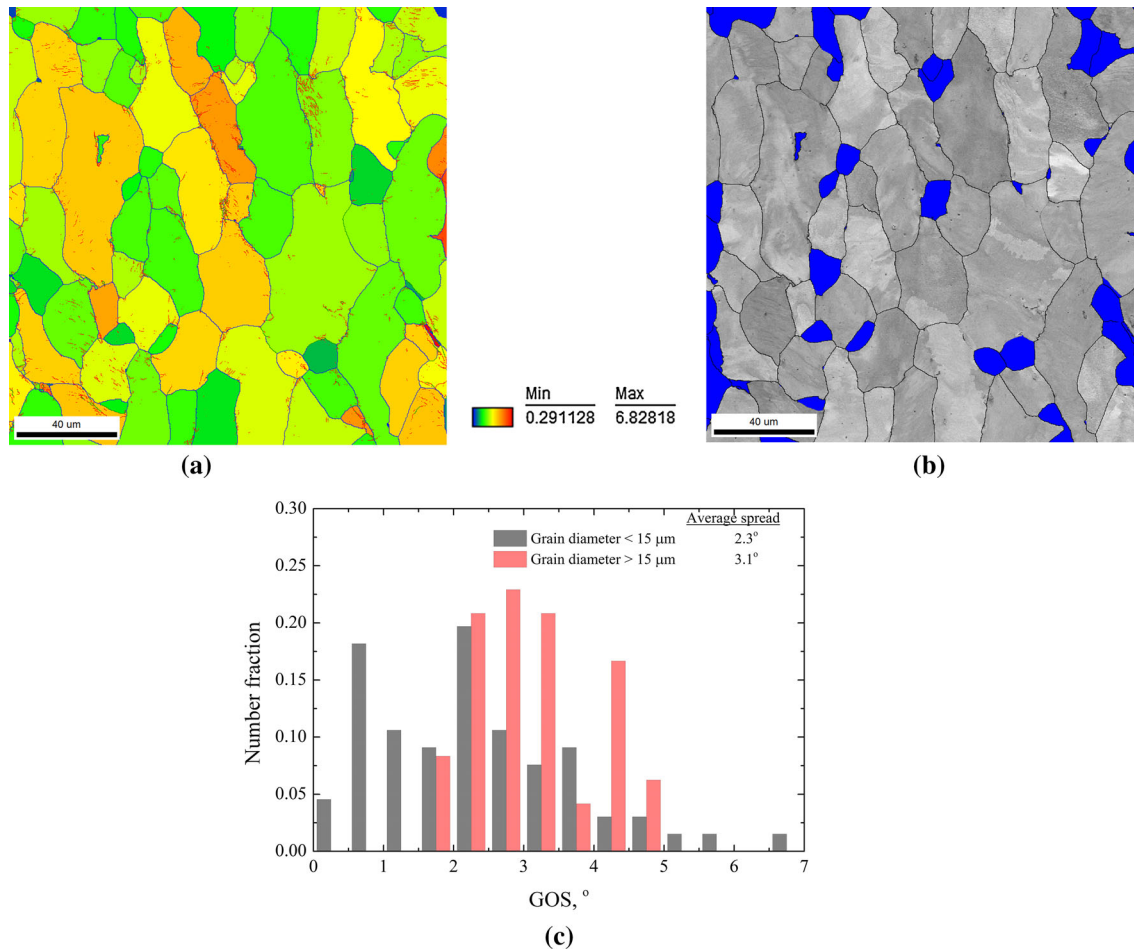 Min Max
0.291128 6.82818
40 um
40 um
(a)
(b)
0.30
0.25
0.20
0.15
0.10
0.05
0.00
Number fraction
Average spread
Grain diameter < 15 μm 2.3°
Grain diameter > 15 μm 3.1°
0 1 2 3 4 5 6 7
GOS, °
(c)